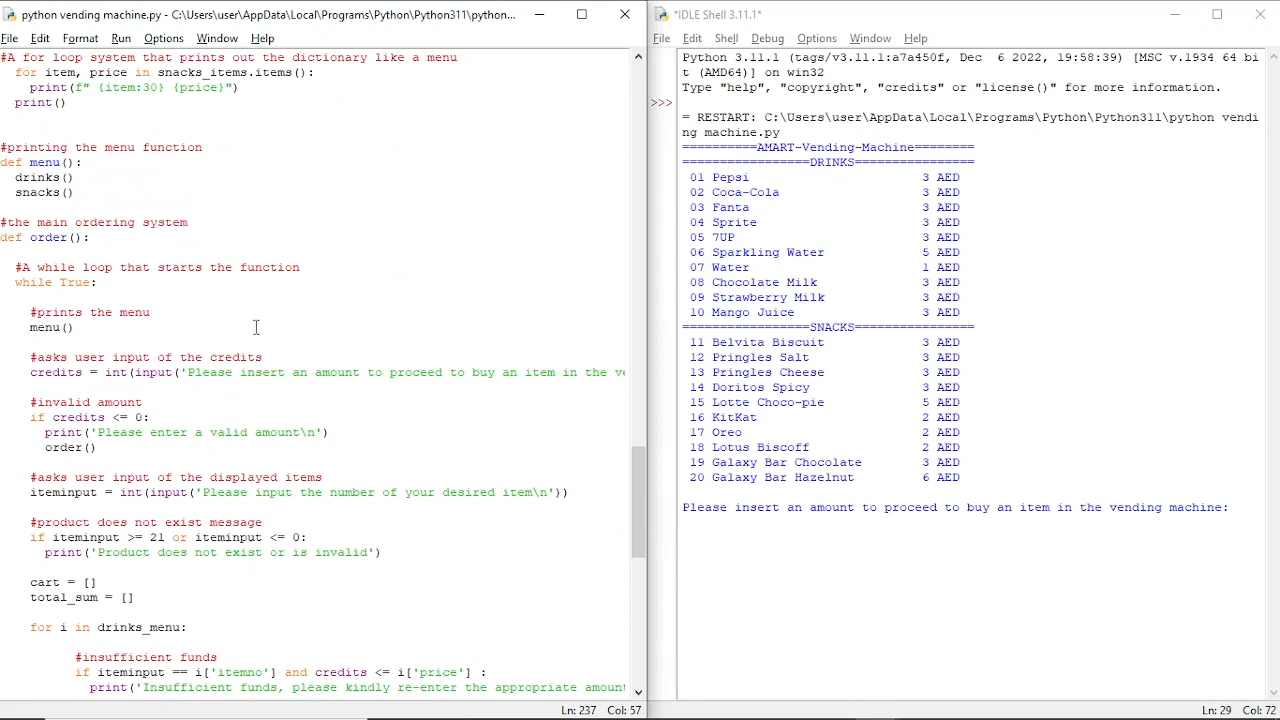 python vending machine.py - C:\Users\user\AppData\Local\Programs\Python\Python311\python...
File Edit Format Run Options Window Help
#A for loop system that prints out the dictionary like a menu
for item, price in snacks_items.items():
print(f" {item:30} {price}")
print()
#printing the menu function
def menu():
drinks()
snacks()
#the main ordering system
def order():
#A while loop that starts the function
while True:
#prints the menu
menu()
#asks user input of the credits
credits = int(input('Please insert an amount to proceed to buy an item in the ve
#invalid amount
if credits <= 0:
print('Please enter a valid amount\n')
order()
#asks user input of the displayed items
iteminput = int(input('Please input the number of your desired item\n'))
#product does not exist message
if iteminput >= 21 or iteminput <= 0:
print('Product does not exist or is invalid')
cart = []
total_sum = []
for i in drinks_menu:
#insufficient funds
if iteminput == i['itemno'] and credits <= i['price'] :
print('Insufficient funds, please kindly re-enter the appropriate amount
Ln: 237 Col: 57
*IDLE Shell 3.11.1*
File Edit Shell Debug Options Window Help
Python 3.11.1 (tags/v3.11.1:a7a450f, Dec  6 2022, 19:58:39) [MSC v.1934 64 bi
t (AMD64)] on win32
Type "help", "copyright", "credits" or "license()" for more information.
>>>
= RESTART: C:\Users\user\AppData\Local\Programs\Python\Python311\python vendi
ng machine.py
==========AMART-Vending-Machine========
=================DRINKS================
01 Pepsi 3 AED
02 Coca-Cola 3 AED
03 Fanta 3 AED
04 Sprite 3 AED
05 7UP 3 AED
06 Sparkling Water 5 AED
07 Water 1 AED
08 Chocolate Milk 3 AED
09 Strawberry Milk 3 AED
10 Mango Juice 3 AED
=================SNACKS================
11 Belvita Biscuit 3 AED
12 Pringles Salt 3 AED
13 Pringles Cheese 3 AED
14 Doritos Spicy 3 AED
15 Lotte Choco-pie 5 AED
16 KitKat 2 AED
17 Oreo 2 AED
18 Lotus Biscoff 2 AED
19 Galaxy Bar Chocolate 3 AED
20 Galaxy Bar Hazelnut 6 AED
Please insert an amount to proceed to buy an item in the vending machine:
Ln: 29 Col: 72